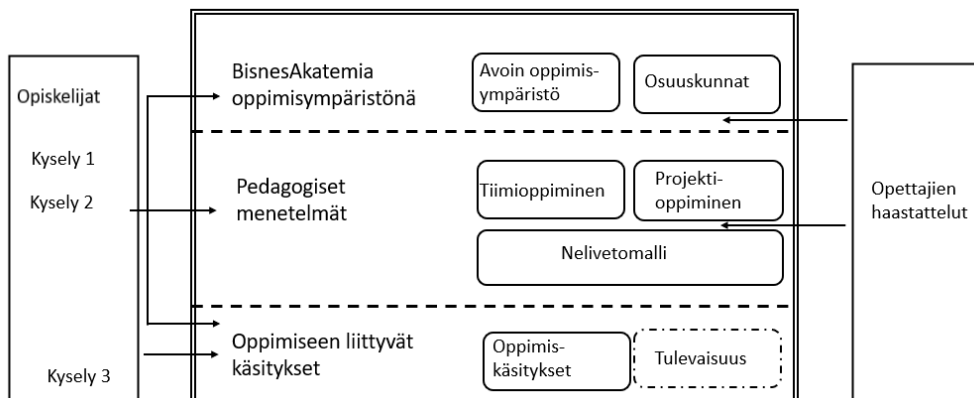 Opiskelijat
Kysely 1
Kysely 2
Kysely 3
BisnesAkatemia
oppimisympäristönä
Avoin oppimis-
ympäristö
Osuuskunnat
Pedagogiset
menetelmät
Tiimioppiminen
Projekti-
oppiminen
Nelivetomalli
Oppimiseen liittyvät
käsitykset
Oppimis-
käsitykset
Tulevaisuus
Opettajien
haastattelut